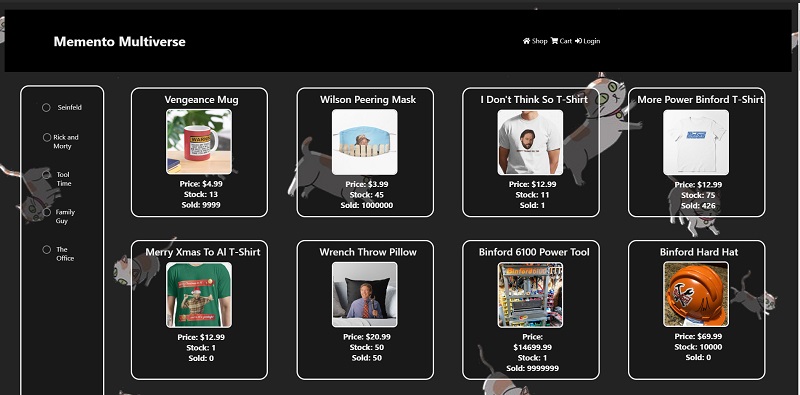 Memento Multiverse
Shop Cart Login
Seinfeld
Rick and
Morty
Tool
Time
Family
Guy
The
Office
Vengeance Mug
WARNING
Price: $4.99
Stock: 13
Sold: 9999
Wilson Peering Mask
Price: $3.99
Stock: 45
Sold: 1000000
I Don't Think So T-Shirt
Price: $12.99
Stock: 11
Sold: 1
More Power Binford T-Shirt
Price: $12.99
Stock: 75
Sold: 426
Merry Xmas To Al T-Shirt
Price: $12.99
Stock: 1
Sold: 0
Wrench Throw Pillow
Price: $20.99
Stock: 50
Sold: 50
Binford 6100 Power Tool
Price:
$14699.99
Stock: 1
Sold: 9999999
Binford Hard Hat
Price: $69.99
Stock: 10000
Sold: 0